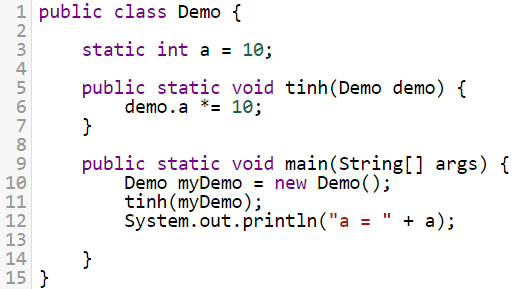 1 public class Demo {
2
3     static int a = 10;
4
5     public static void tinh(Demo demo) {
6         demo.a *= 10;
7     }
8
9     public static void main(String[] args) {
10         Demo myDemo = new Demo();
11         tinh(myDemo);
12         System.out.println("a = " + a);
13
14     }
15 }